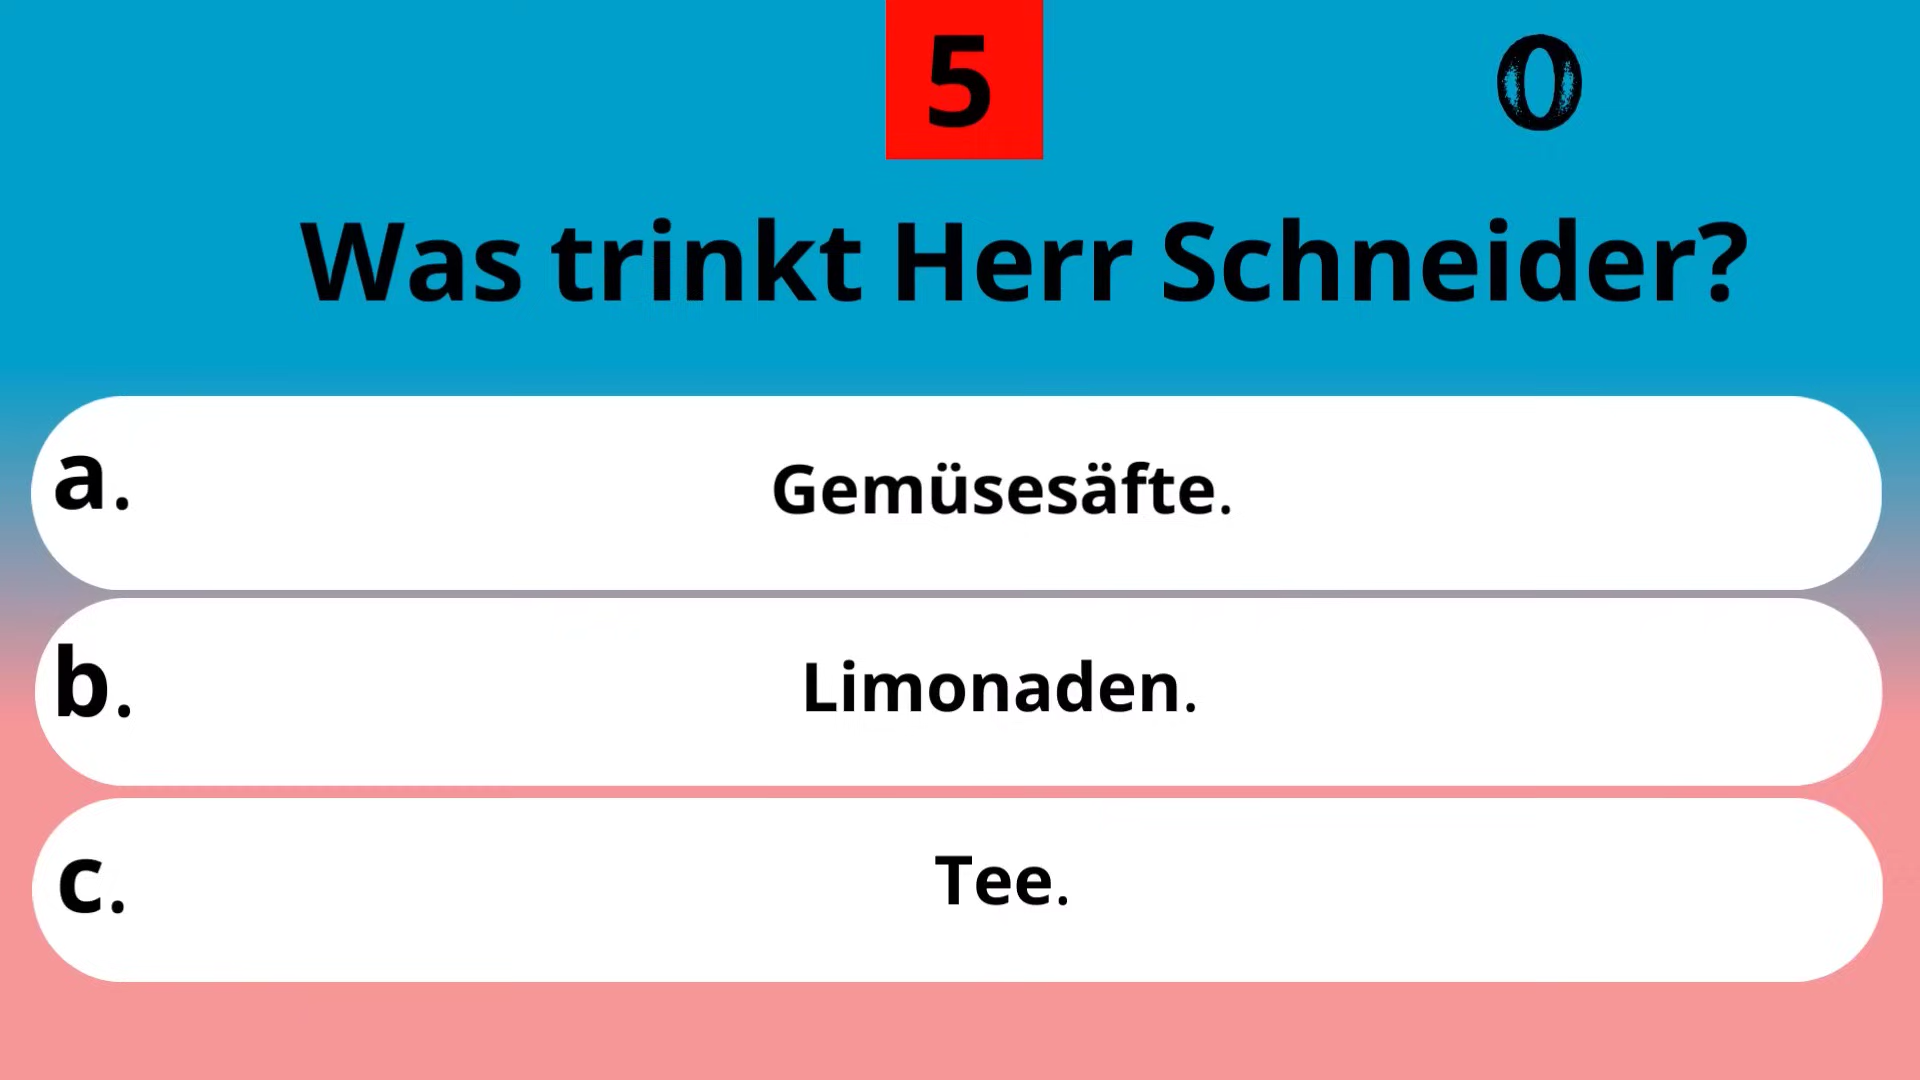 5 0
Was trinkt Herr Schneider?
a. Gemüsesäfte.
b. Limonaden.
c. Tee.